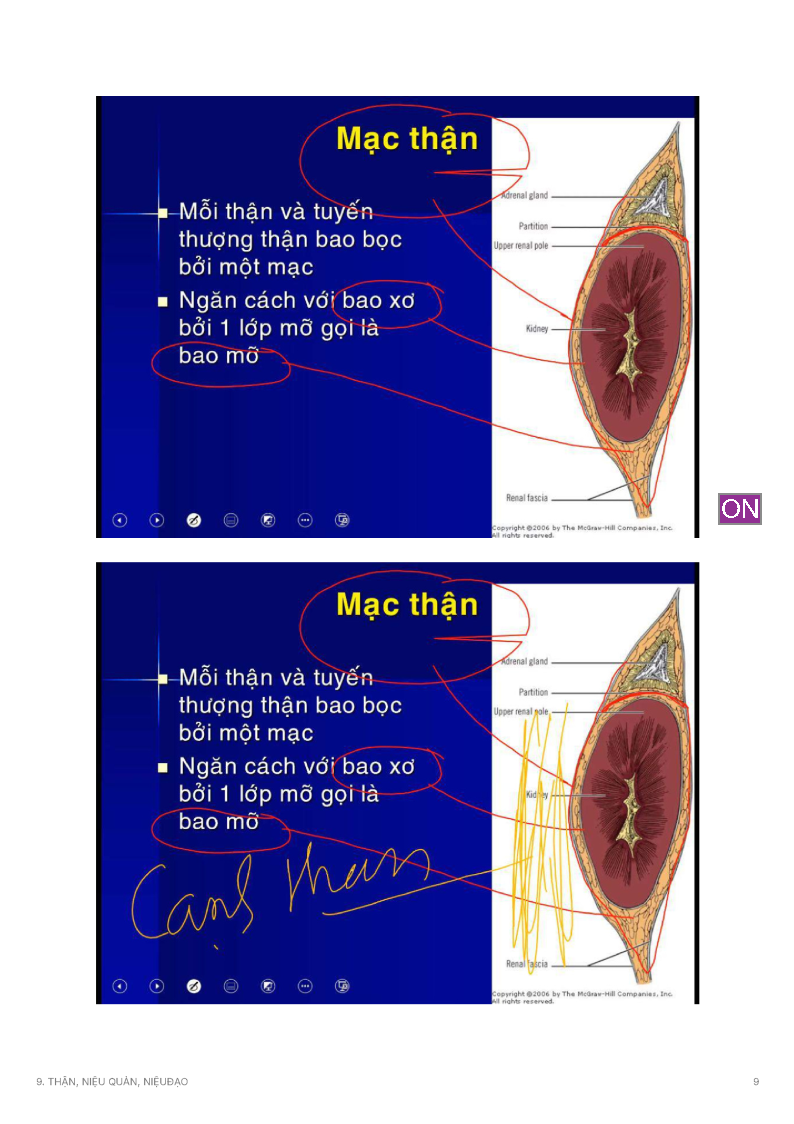 Mạc thận
Mỗi thận và tuyến
thượng thận bao bọc
bởi một mạc
Ngăn cách với bao xơ
bởi 1 lớp mỡ gọi là
bao mỡ
Adrenal gland
Partition
Upper renal pole
Kidney
Renal fascia
Copyright ©2006 by The McGraw-Hill Companies, Inc.
All rights reserved.
ON
Mạc thận
Mỗi thận và tuyến
thượng thận bao bọc
bởi một mạc
Ngăn cách với bao xơ
bởi 1 lớp mỡ gọi là
bao mỡ
Cạnh than
Adrenal gland
Partition
Upper renal pole
Kidney
Renal fascia
Copyright ©2006 by The McGraw-Hill Companies, Inc.
All rights reserved.
9. THẬN, NIỆU QUẢN, NIỆUĐẠO
9